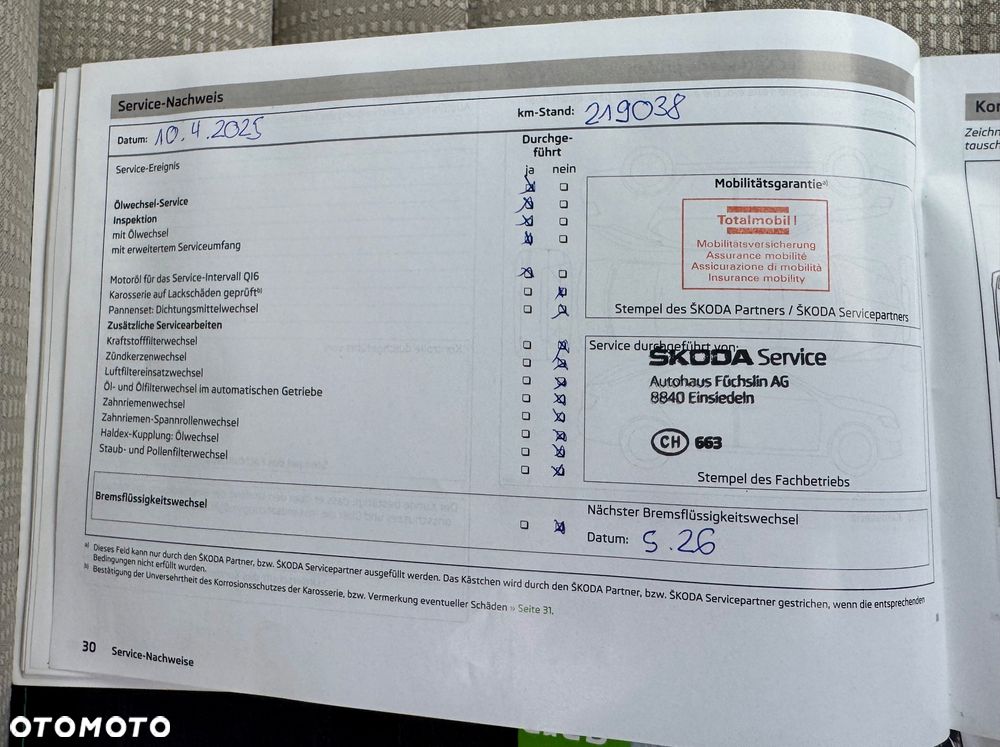 Service-Nachweis
Datum: 10.4.2025
km-Stand: 219038
Service-Ereignis
Durchge-
führt
ja nein
Ölwechsel-Service
Inspektion
mit Ölwechsel
mit erweitertem Serviceumfang
Motoröl für das Service-Intervall QI6
Karosserie auf Lackschäden geprüftb)
Pannenset: Dichtungsmittelwechsel
Zusätzliche Servicearbeiten
Kraftstofffilterwechsel
Zündkerzenwechsel
Luftfiltereinsatzwechsel
Öl- und Ölfilterwechsel im automatischen Getriebe
Zahnriemenwechsel
Zahnriemen-Spannrollenwechsel
Haldex-Kupplung: Ölwechsel
Staub- und Pollenfilterwechsel
Mobilitätsgarantiea)
Totalmobil!
Mobilitätsversicherung
Assurance mobilité
Assicurazione di mobilità
Insurance mobility
Stempel des ŠKODA Partners / ŠKODA Servicepartners
Service durchgeführt von:
ŠKODA Service
Autohaus Füchslin AG
8840 Einsiedeln
CH 663
Stempel des Fachbetriebs
Bremsflüssigkeitswechsel
Nächster Bremsflüssigkeitswechsel
Datum: 5.26
a) Dieses Feld kann nur durch den ŠKODA Partner, bzw. ŠKODA Servicepartner ausgefüllt werden. Das Kästchen wird durch den ŠKODA Partner, bzw. ŠKODA Servicepartner gestrichen, wenn die entsprechenden
Bedingungen nicht erfüllt wurden.
b) Bestätigung der Unversehrtheit des Korrosionsschutzes der Karosserie, bzw. Vermerkung eventueller Schäden » Seite 31.
30 Service-Nachweise
Zeichn
tausch
OTOMOTO